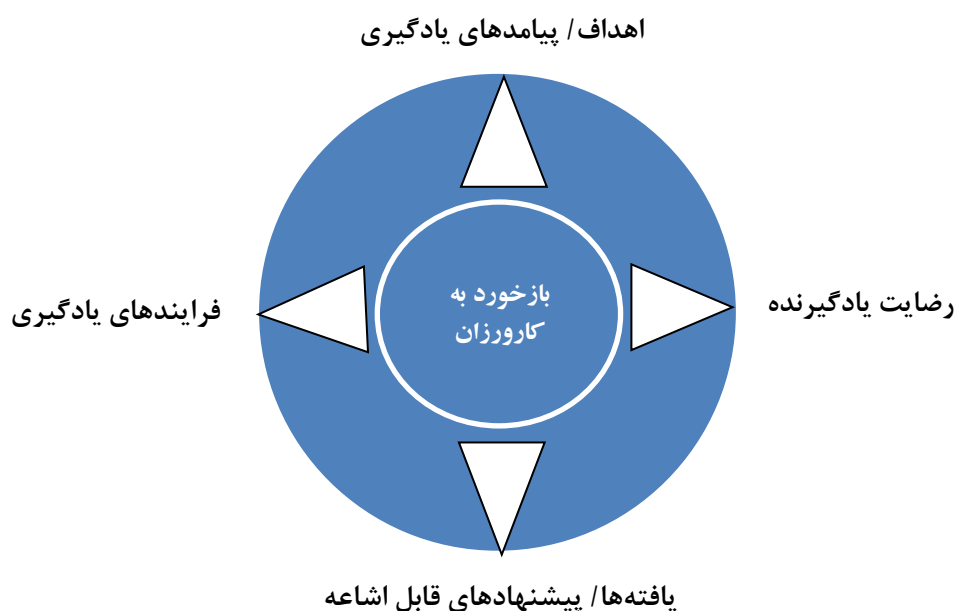 اهداف/ پیامدهای یادگیری
رضایت یادگیرنده
بازخورد به
کارورزان
فرایندهای یادگیری
یافته‌ها/ پیشنهادهای قابل اشاعه